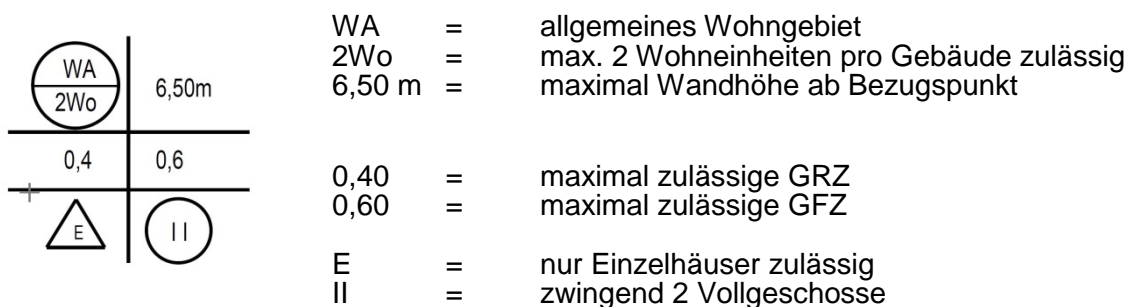 WA
2Wo
6,50m
0,4
0,6
E
II
WA = allgemeines Wohngebiet
2Wo = max. 2 Wohneinheiten pro Gebäude zulässig
6,50 m = maximal Wandhöhe ab Bezugspunkt
0,40 = maximal zulässige GRZ
0,60 = maximal zulässige GFZ
E = nur Einzelhäuser zulässig
II = zwingend 2 Vollgeschosse